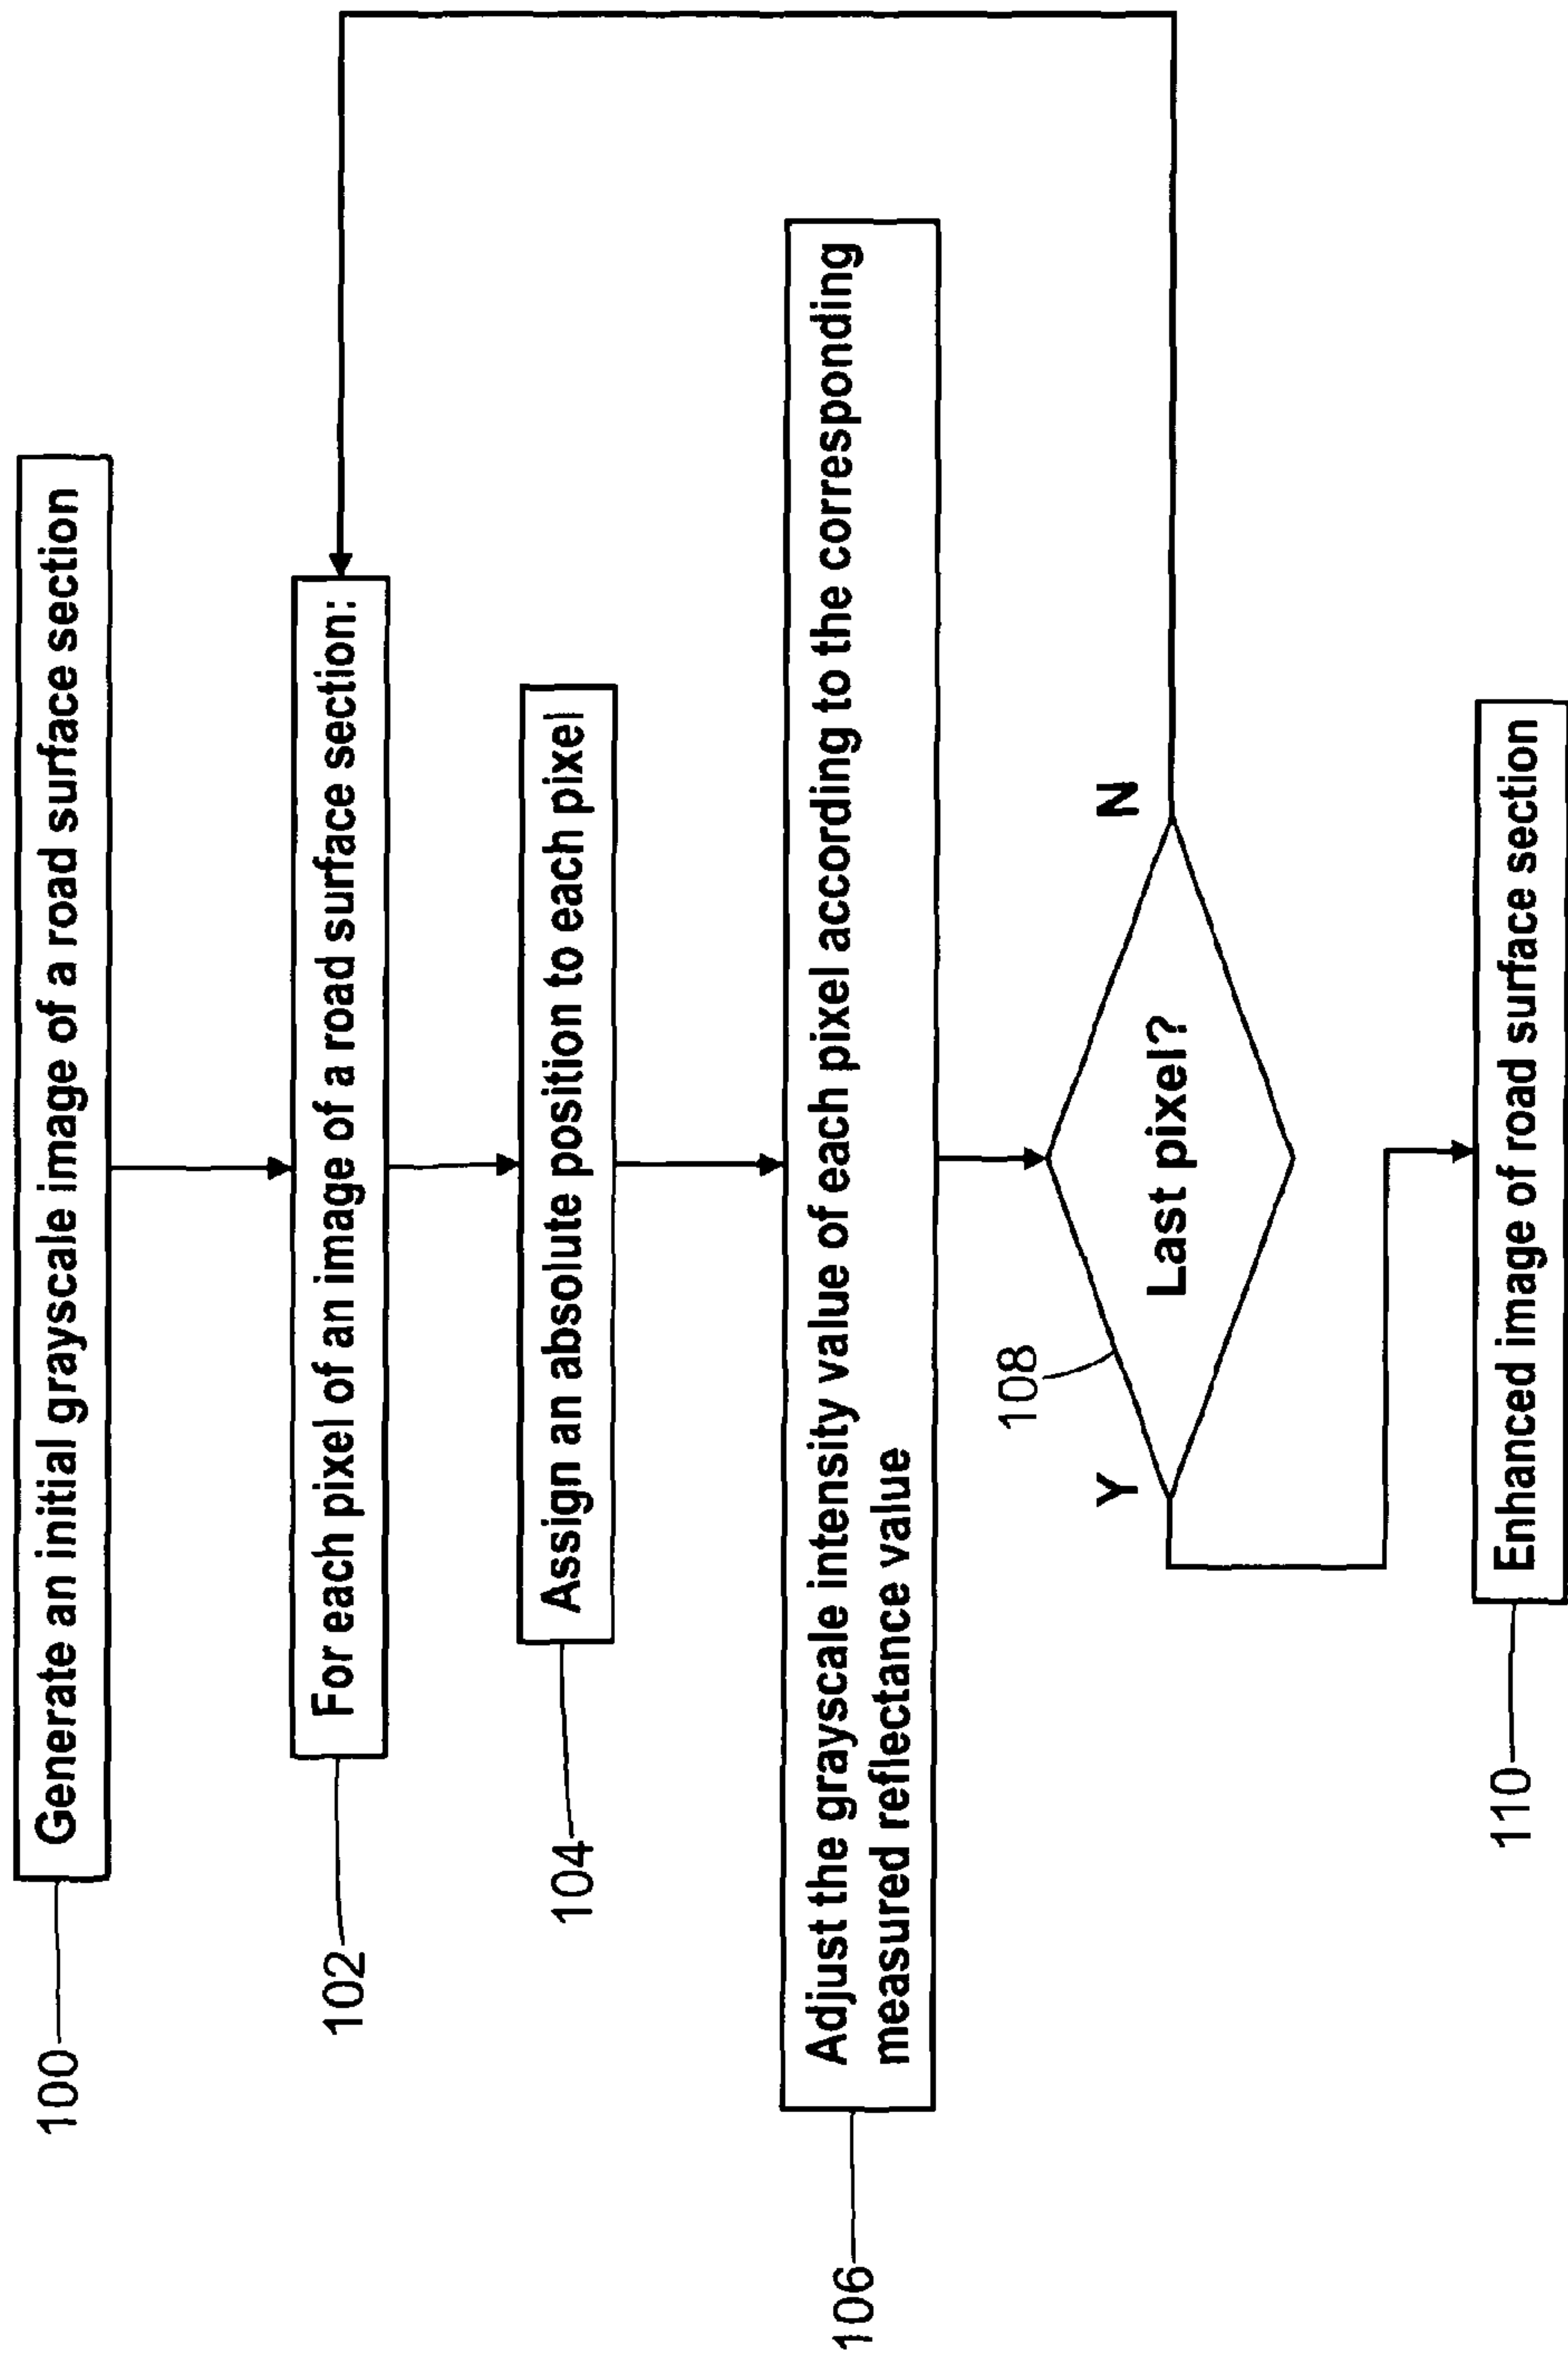 100
Generate an initial grayscale image of a road surface section
102
For each pixel of an image of a road surface section:
104
Assign an absolute position to each pixel
106
Adjust the grayscale intensity value of each pixel according to the corresponding
measured reflectance value
108
Y
Last pixel?
N
110
Enhanced image of road surface section